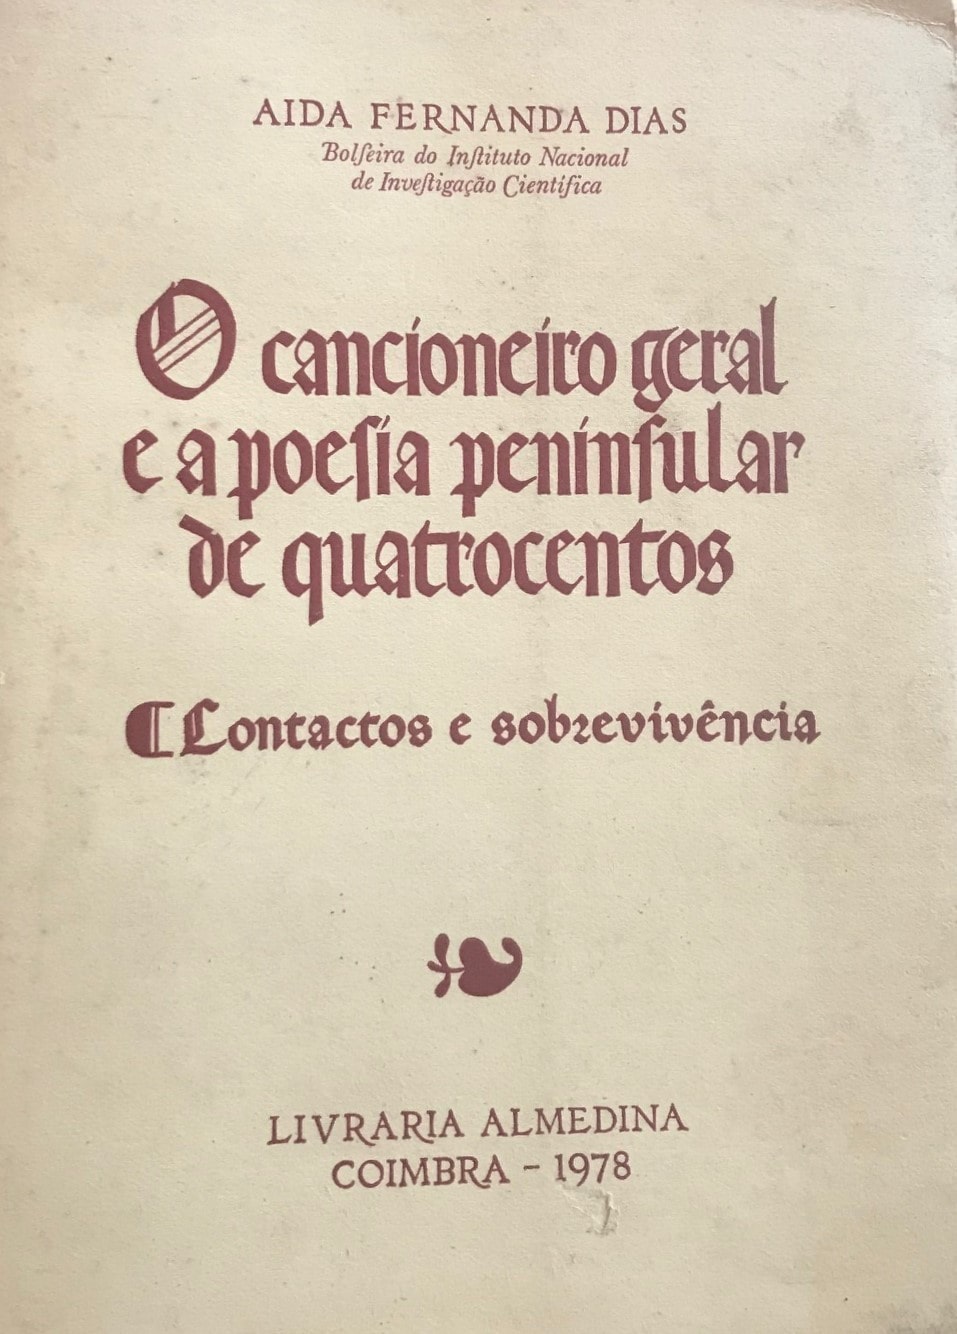 AIDA FERNANDA DIAS
Bolſeira do Inſtituto Nacional
de Inveſtigação Científica
O cancioneiro geral
e a poeſia peninſular
de quatrocentos
Contactos e sobrevivência
LIVRARIA ALMEDINA
COIMBRA - 1978